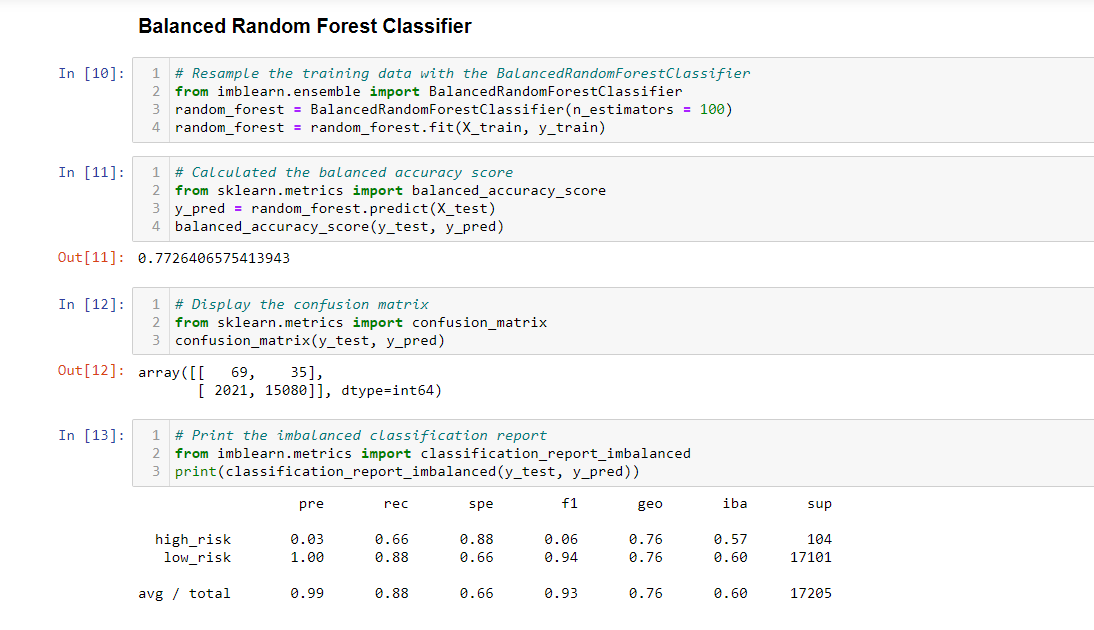 Balanced Random Forest Classifier
In [10]:
1 # Resample the training data with the BalancedRandomForestClassifier
2 from imblearn.ensemble import BalancedRandomForestClassifier
3 random_forest = BalancedRandomForestClassifier(n_estimators = 100)
4 random_forest = random_forest.fit(X_train, y_train)
In [11]:
1 # Calculated the balanced accuracy score
2 from sklearn.metrics import balanced_accuracy_score
3 y_pred = random_forest.predict(X_test)
4 balanced_accuracy_score(y_test, y_pred)
Out[11]: 0.7726406575413943
In [12]:
1 # Display the confusion matrix
2 from sklearn.metrics import confusion_matrix
3 confusion_matrix(y_test, y_pred)
Out[12]: array([[   69,    35],
[ 2021, 15080]], dtype=int64)
In [13]:
1 # Print the imbalanced classification report
2 from imblearn.metrics import classification_report_imbalanced
3 print(classification_report_imbalanced(y_test, y_pred))
pre rec spe f1 geo iba sup
high_risk 0.03 0.66 0.88 0.06 0.76 0.57 104
low_risk 1.00 0.88 0.66 0.94 0.76 0.60 17101
avg / total 0.99 0.88 0.66 0.93 0.76 0.60 17205